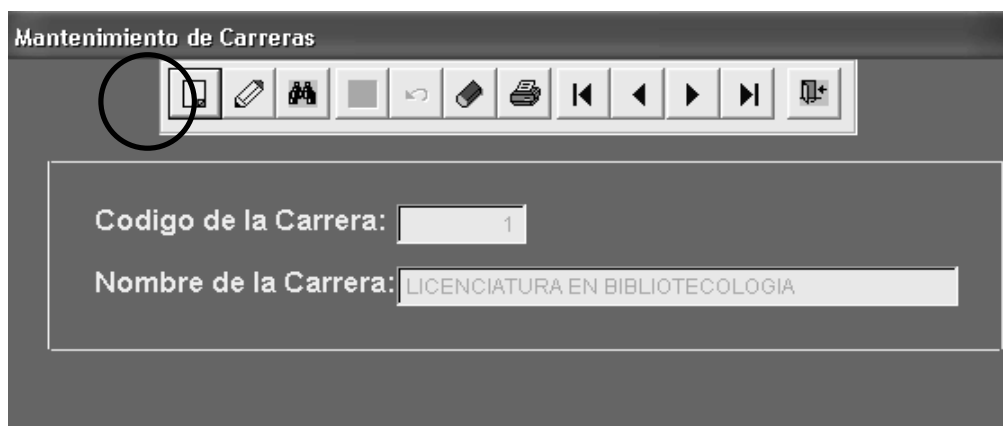 Mantenimiento de Carreras
Codigo de la Carrera: 1
Nombre de la Carrera: LICENCIATURA EN BIBLIOTECOLOGIA